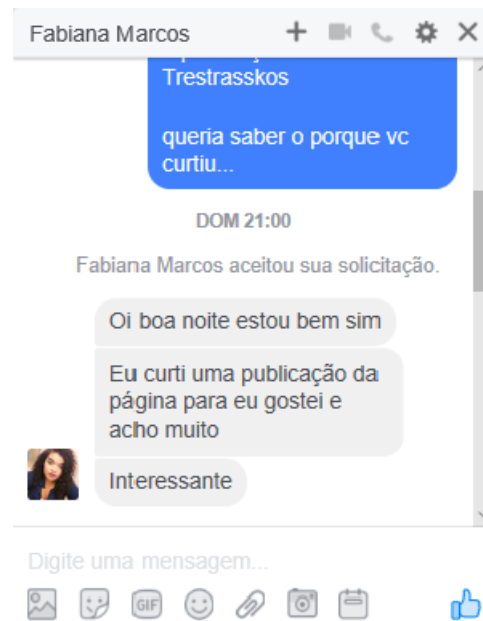 Fabiana Marcos
Trestrasskos
queria saber o porque vc
curtiu...
DOM 21:00
Fabiana Marcos aceitou sua solicitação.
Oi boa noite estou bem sim
Eu curti uma publicação da
página para eu gostei e
acho muito
Interessante
Digite uma mensagem...
GIF